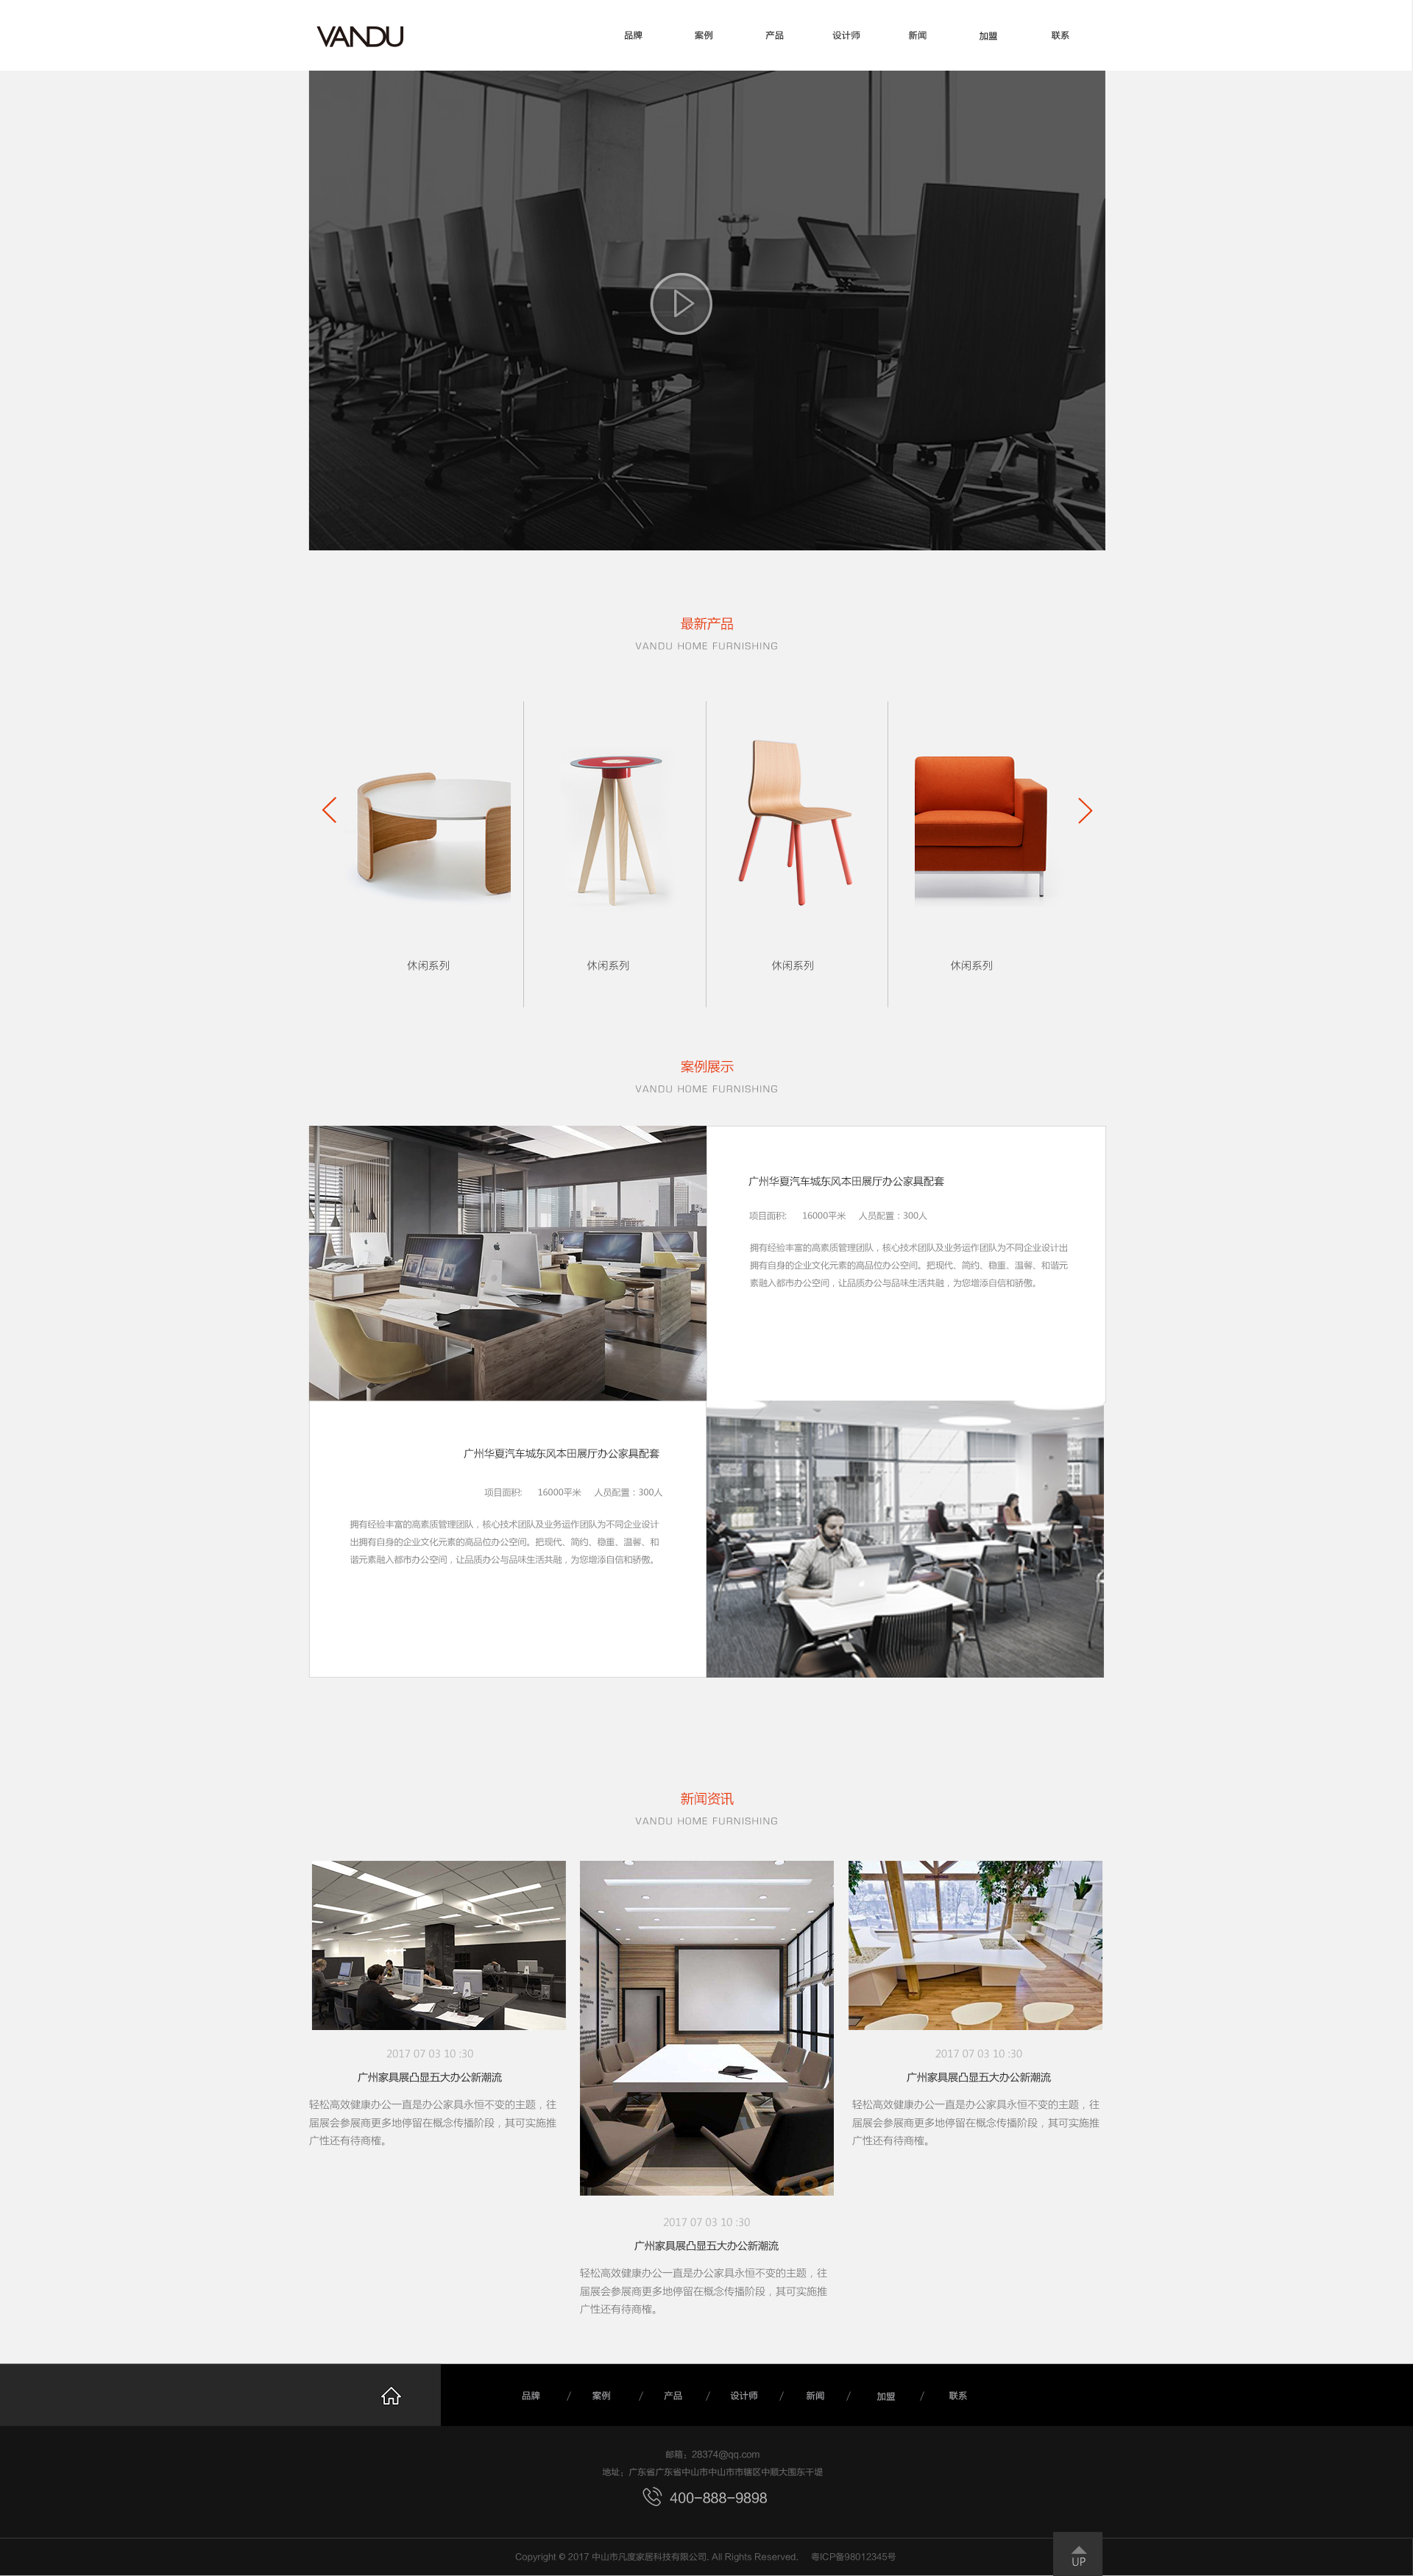 VANDU
品牌 案例 产品 设计师 新闻 加盟 联系
最新产品
VANDU HOME FURNISHING
休闲系列 休闲系列 休闲系列 休闲系列
案例展示
VANDU HOME FURNISHING
广州华夏汽车城东风本田展厅办公家具配套
项目面积: 16000平米 人员配置：300人
拥有经验丰富的高素质管理团队，核心技术团队及业务运作团队为不同企业设计出
拥有自身的企业文化元素的高品位办公空间。把现代、简约、稳重、温馨、和谐元
素融入都市办公空间，让品质办公与品味生活共融，为您增添自信和骄傲。
广州华夏汽车城东风本田展厅办公家具配套
项目面积: 16000平米 人员配置：300人
拥有经验丰富的高素质管理团队，核心技术团队及业务运作团队为不同企业设计
出拥有自身的企业文化元素的高品位办公空间。把现代、简约、稳重、温馨、和
谐元素融入都市办公空间，让品质办公与品味生活共融，为您增添自信和骄傲。
新闻资讯
VANDU HOME FURNISHING
2017 07 03 10 :30
广州家具展凸显五大办公新潮流
轻松高效健康办公一直是办公家具永恒不变的主题，往
届展会参展商更多地停留在概念传播阶段，其可实施推
广性还有待商榷。
2017 07 03 10 :30
广州家具展凸显五大办公新潮流
轻松高效健康办公一直是办公家具永恒不变的主题，往
届展会参展商更多地停留在概念传播阶段，其可实施推
广性还有待商榷。
2017 07 03 10 :30
广州家具展凸显五大办公新潮流
轻松高效健康办公一直是办公家具永恒不变的主题，往
届展会参展商更多地停留在概念传播阶段，其可实施推
广性还有待商榷。
品牌 / 案例 / 产品 / 设计师 / 新闻 / 加盟 / 联系
邮箱：28374@qq.com
地址：广东省广东省中山市中山市市辖区中顺大围东干堤
400-888-9898
Copyright © 2017 中山市凡度家居科技有限公司. All Rights Reserved. 粤ICP备98012345号
UP